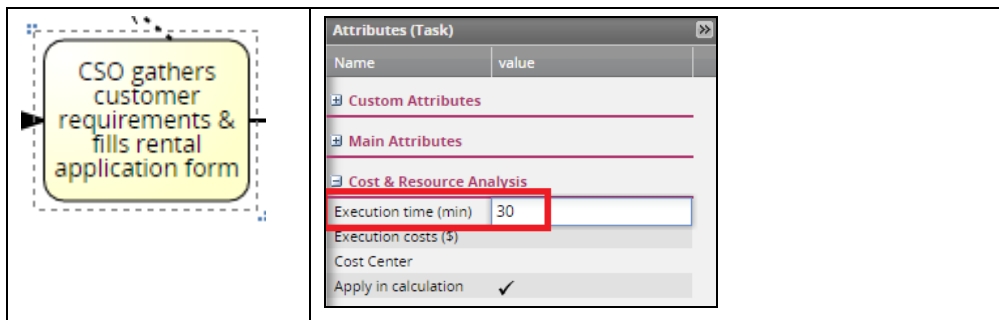 CSO gathers
customer
requirements &
fills rental
application form
Attributes (Task)
Name value
Custom Attributes
Main Attributes
Cost & Resource Analysis
Execution time (min) 30
Execution costs ($)
Cost Center
Apply in calculation ✓